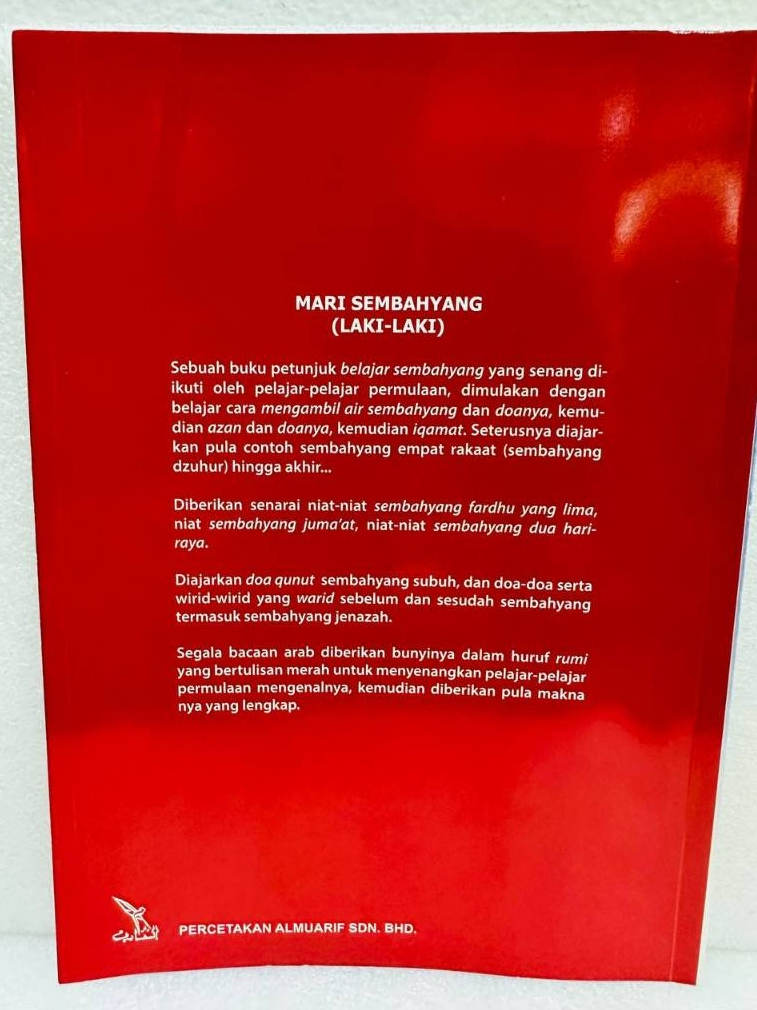 MARI SEMBAHYANG
(LAKI-LAKI)
Sebuah buku petunjuk belajar sembahyang yang senang di-
ikuti oleh pelajar-pelajar permulaan, dimulakan dengan
belajar cara mengambil air sembahyang dan doanya, kemu-
dian azan dan doanya, kemudian iqamat. Seterusnya diajar-
kan pula contoh sembahyang empat rakaat (sembahyang
dzuhur) hingga akhir...
Diberikan senarai niat-niat sembahyang fardhu yang lima,
niat sembahyang juma'at, niat-niat sembahyang dua hari-
raya.
Diajarkan doa qunut sembahyang subuh, dan doa-doa serta
wirid-wirid yang warid sebelum dan sesudah sembahyang
termasuk sembahyang jenazah.
Segala bacaan arab diberikan bunyinya dalam huruf rumi
yang bertulisan merah untuk menyenangkan pelajar-pelajar
permulaan mengenalnya, kemudian diberikan pula makna
nya yang lengkap.
المعارف
PERCETAKAN ALMUARIF SDN. BHD.